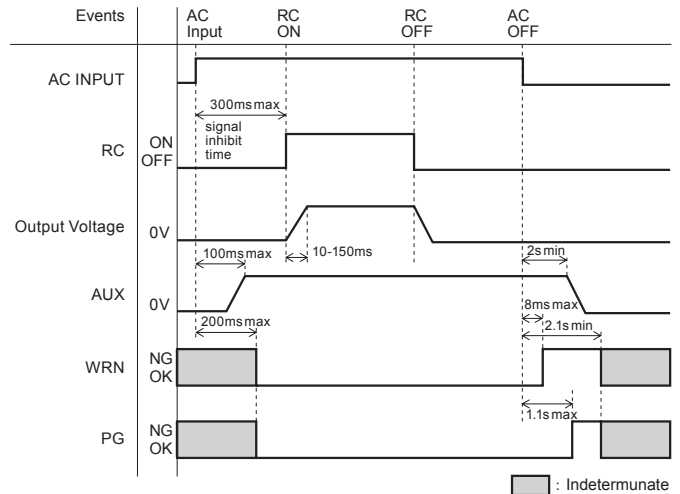 Events
AC
Input
RC
ON
RC
OFF
AC
OFF
AC INPUT
300ms max
signal
inhibit
time
RC
ON
OFF
Output Voltage
0V
100ms max
10-150ms
2s min
AUX
0V
200ms max
8ms max
2.1s min
WRN
NG
OK
1.1s max
PG
NG
OK
: Indetermunate